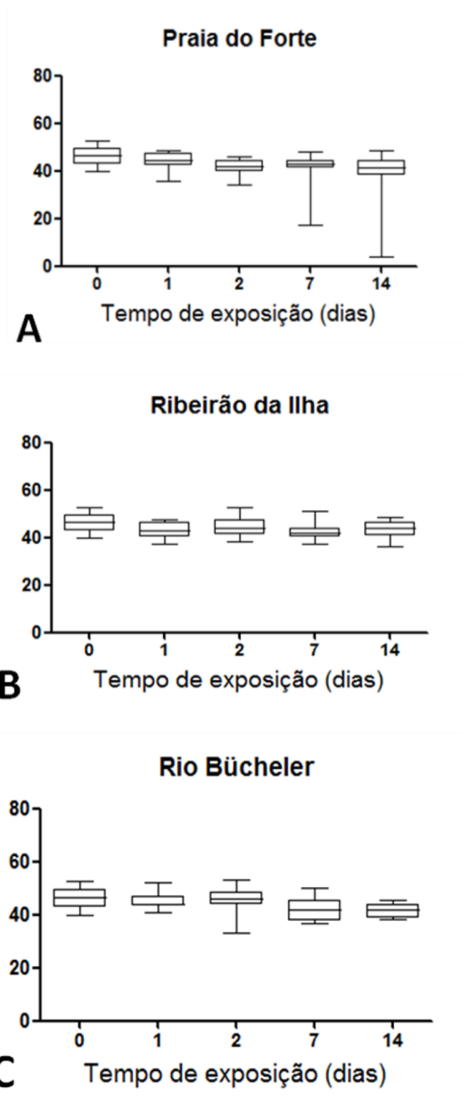 Praia do Forte
80
60
40
20
0
0 1 2 7 14
Tempo de exposição (dias)
A
Ribeirão da Ilha
80
60
40
20
0
0 1 2 7 14
Tempo de exposição (dias)
B
Rio Bücheler
80
60
40
20
0
0 1 2 7 14
Tempo de exposição (dias)
C